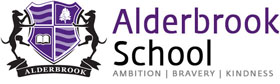 Alderbrook
School
AMBITION | BRAVERY | KINDNESS
ALDERBROOK